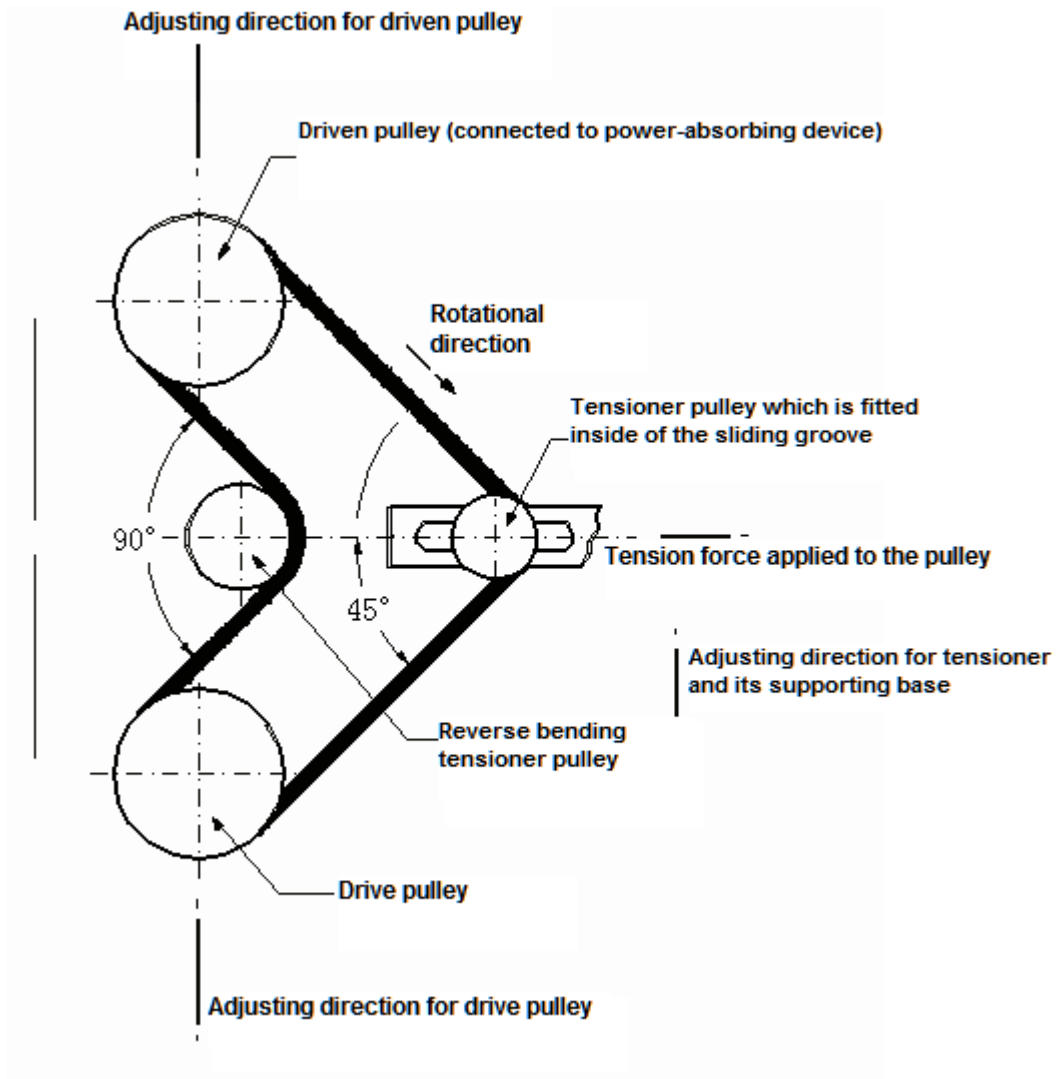 Adjusting direction for driven pulley
Driven pulley (connected to power-absorbing device)
Rotational
direction
Tensioner pulley which is fitted
inside of the sliding groove
90°
Tension force applied to the pulley
45°
Adjusting direction for tensioner
and its supporting base
Reverse bending
tensioner pulley
Drive pulley
Adjusting direction for drive pulley